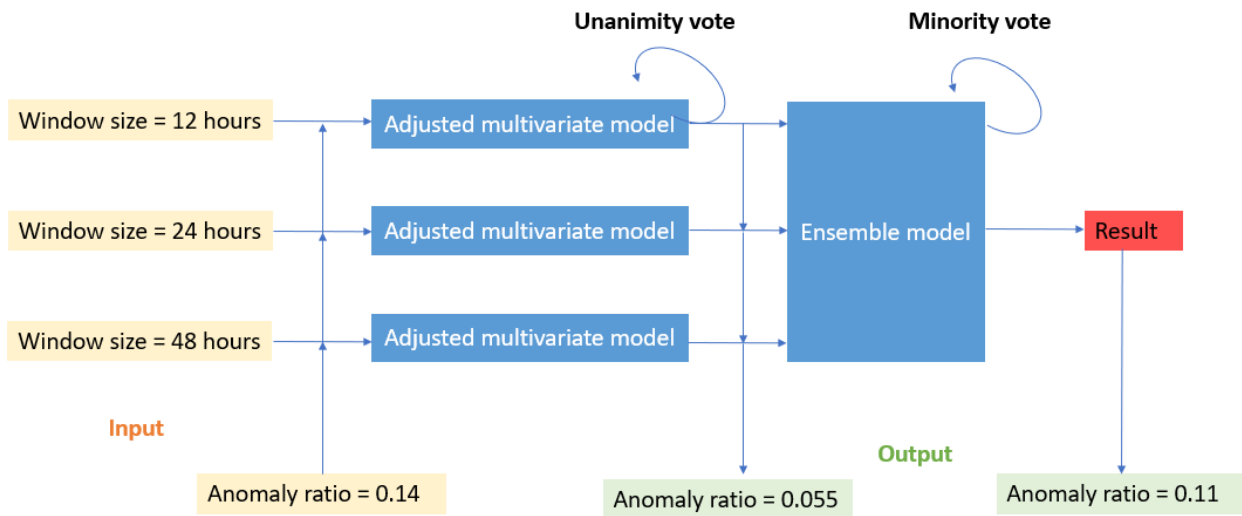 Unanimity vote
Minority vote
Window size = 12 hours
Adjusted multivariate model
Window size = 24 hours
Adjusted multivariate model
Ensemble model
Result
Window size = 48 hours
Adjusted multivariate model
Input
Output
Anomaly ratio = 0.14
Anomaly ratio = 0.055
Anomaly ratio = 0.11